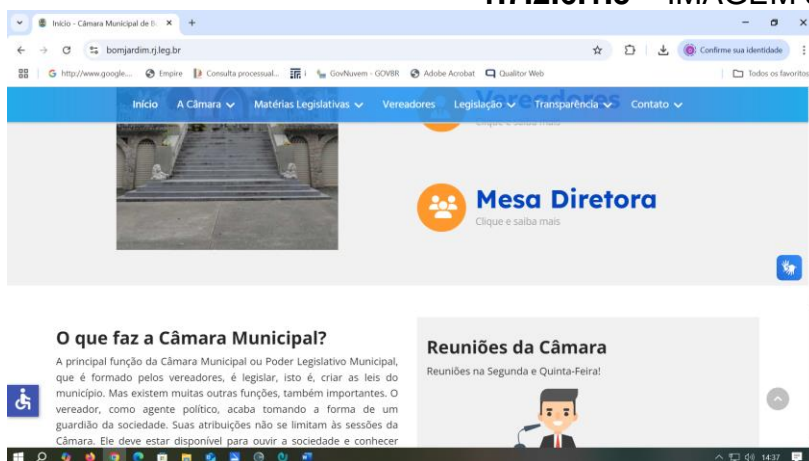 Início - Câmara Municipal de B
bomjardim.rj.leg.br
Confirme sua identidade
http://www.google....
Empire
Consulta processual...
GovNuvem - GOVBR
Adobe Acrobat
Qualitor Web
Todos os favoritos
Início
A Câmara
Matérias Legislativas
Vereadores
Legislação
Transparência
Contato
Vereadores
Clique e saiba mais
Mesa Diretora
Clique e saiba mais
O que faz a Câmara Municipal?
A principal função da Câmara Municipal ou Poder Legislativo Municipal,
que é formado pelos vereadores, é legislar, isto é, criar as leis do
município. Mas existem muitas outras funções, também importantes. O
vereador, como agente político, acaba tomando a forma de um
guardião da sociedade. Suas atribuições não se limitam às sessões da
Câmara. Ele deve estar disponível para ouvir a sociedade e conhecer
Reuniões da Câmara
Reuniões na Segunda e Quinta-Feira!
14:37